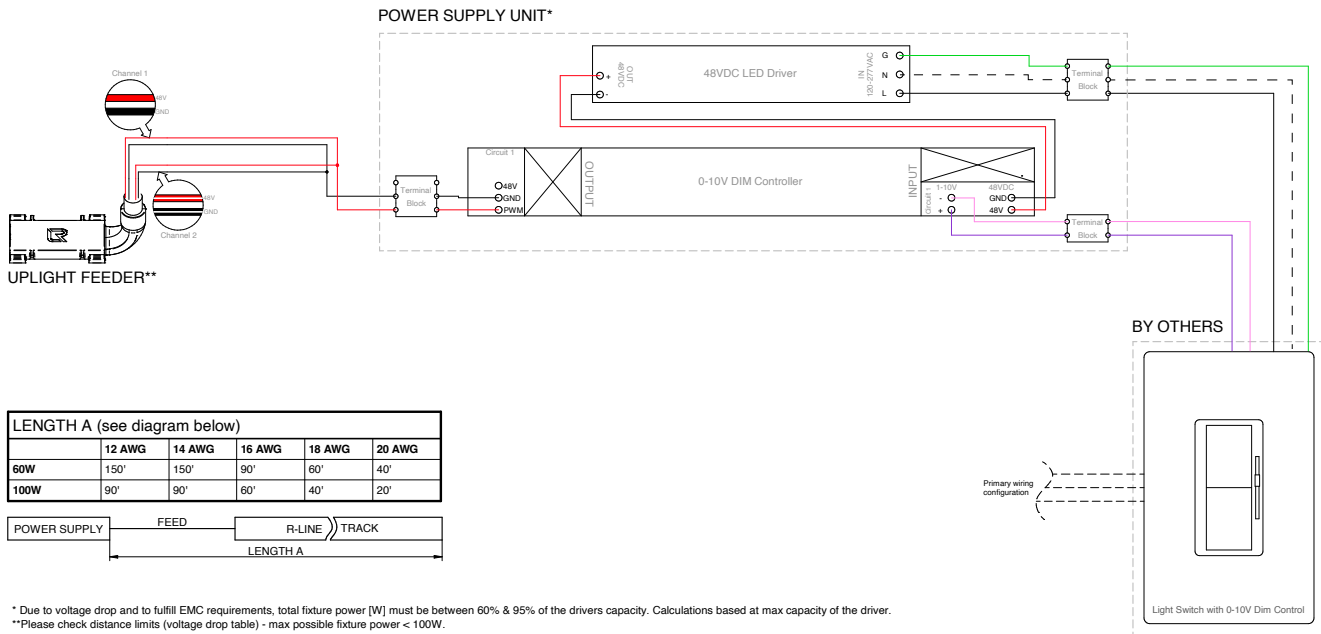 POWER SUPPLY UNIT*
48VDC LED Driver
OUT
48VDC
+
-
IN
120-277VAC
G
N
L
Terminal
Block
Channel 1
48V
GND
Channel 2
48V
GND
UPLIGHT FEEDER**
Terminal
Block
Circuit 1
48V
GND
PWM
OUTPUT
0-10V DIM Controller
INPUT
circuit 1
1-10V
-
+
48VDC
GND
48V
Terminal
Block
BY OTHERS
Primary wiring
configuration
Light Switch with 0-10V Dim Control
LENGTH A (see diagram below)
12 AWG 14 AWG 16 AWG 18 AWG 20 AWG
60W 150' 150' 90' 60' 40'
100W 90' 90' 60' 40' 20'
POWER SUPPLY FEED R-LINE TRACK
LENGTH A
* Due to voltage drop and to fulfill EMC requirements, total fixture power [W] must be between 60% & 95% of the drivers capacity. Calculations based at max capacity of the driver.
**Please check distance limits (voltage drop table) - max possible fixture power < 100W.